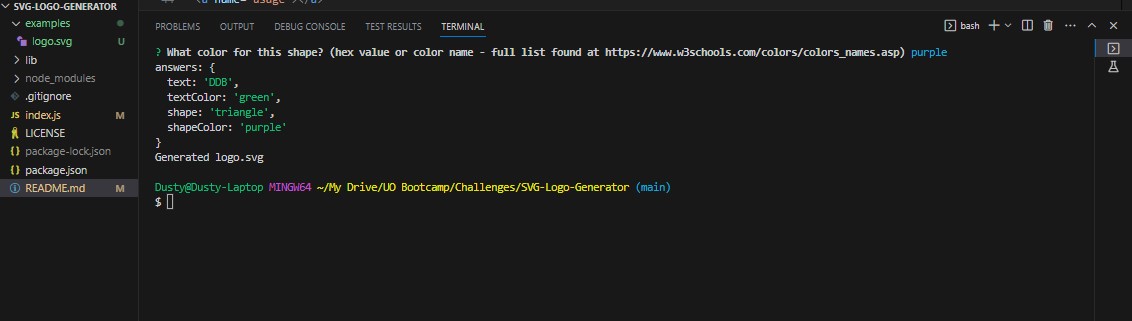 SVG-LOGO-GENERATOR
examples
logo.svg U
lib
node_modules
.gitignore
JS index.js M
LICENSE
{} package-lock.json
{} package.json
README.md M
## <a name="usage"></a>
PROBLEMS OUTPUT DEBUG CONSOLE TEST RESULTS TERMINAL
bash
? What color for this shape? (hex value or color name - full list found at https://www.w3schools.com/colors/colors_names.asp) purple
answers: {
text: 'DDB',
textColor: 'green',
shape: 'triangle',
shapeColor: 'purple'
}
Generated logo.svg
Dusty@Dusty-Laptop MINGW64 ~/My Drive/UO Bootcamp/Challenges/SVG-Logo-Generator (main)
$